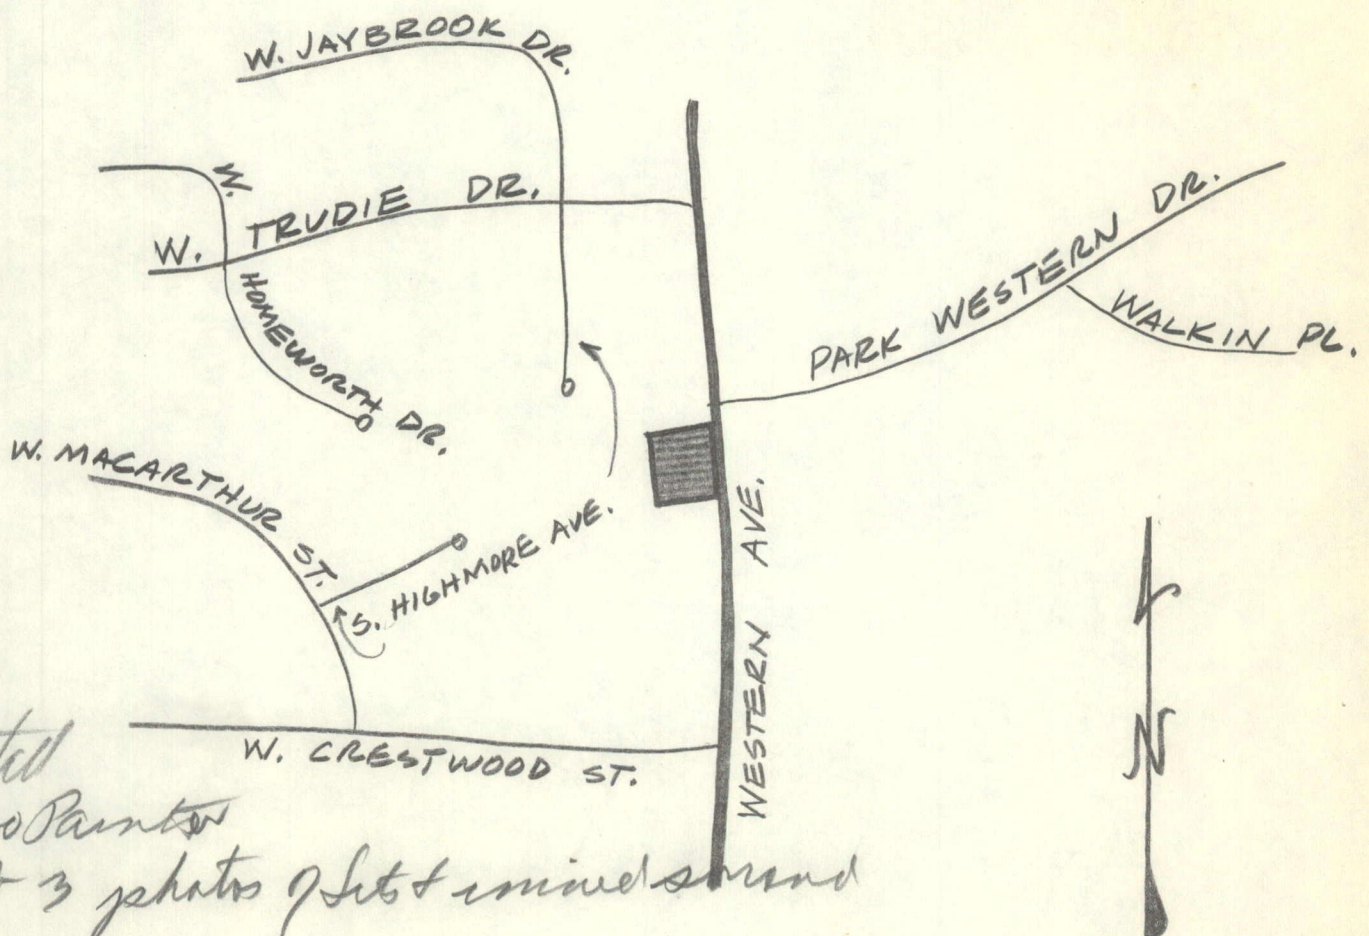 W. JAYBROOK DR.
W. TRUDIE DR.
W. HOMEWORTH DR.
PARK WESTERN DR.
WALKIN PL.
W. MACARTHUR ST.
S. HIGHMORE AVE.
WESTERN AVE.
W. CRESTWOOD ST.
N
Painter
3 photos of